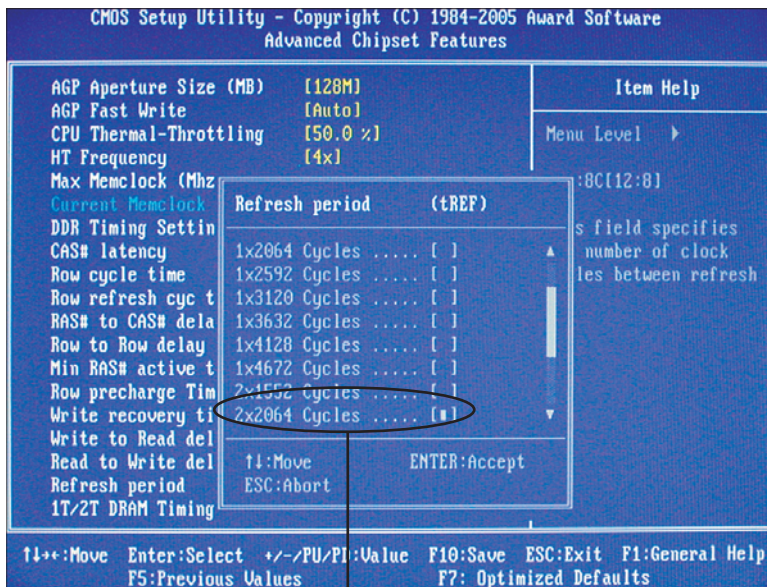 CMOS Setup Utility - Copyright (C) 1984-2005 Award Software
Advanced Chipset Features
AGP Aperture Size (MB) [128M]
AGP Fast Write [Auto]
CPU Thermal-Throttling [50.0 %]
HT Frequency [4x]
Max Memclock (Mhz
Current Memclock
DDR Timing Settin
CAS# latency
Row cycle time
Row refresh cyc t
RAS# to CAS# dela
Row to Row delay
Min RAS# active t
Row precharge Tim
Write recovery ti
Write to Read del
Read to Write del
Refresh period
1T/2T DRAM Timing
Refresh period (tREF)
1x2064 Cycles ..... [ ]
1x2592 Cycles ..... [ ]
1x3120 Cycles ..... [ ]
1x3632 Cycles ..... [ ]
1x4128 Cycles ..... [ ]
1x4672 Cycles ..... [ ]
2x1552 Cycles ..... [ ]
2x2064 Cycles ..... [■]
↑↓:Move ENTER:Accept
ESC:Abort
Item Help
Menu Level ▸
:8C[12:8]
s field specifies
number of clock
les between refresh
↑↓→←:Move Enter:Select +/-/PU/PD:Value F10:Save ESC:Exit F1:General Help
F5:Previous Values F7: Optimized Defaults